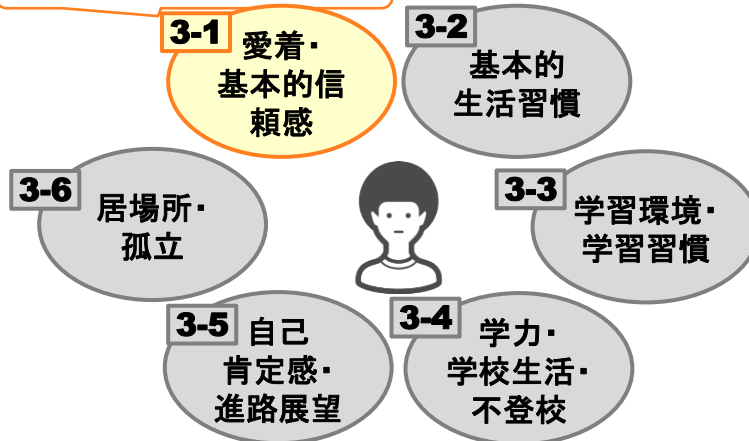 3-1
愛着・
基本的信
頼感
3-2
基本的
生活習慣
3-3
学習環境・
学習習慣
3-4
学力・
学校生活・
不登校
3-5
自己
肯定感・
進路展望
3-6
居場所・
孤立